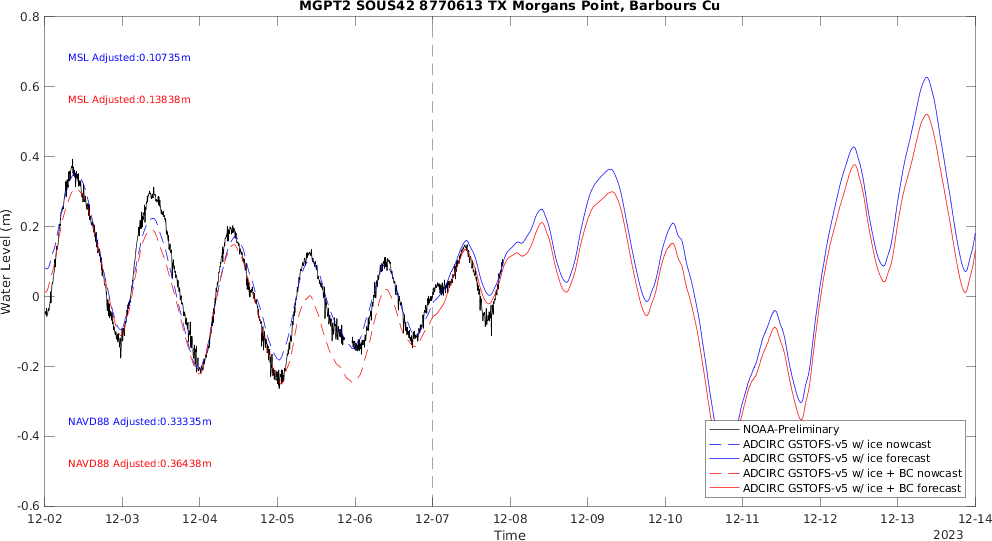 MGPT2 SOUS42 8770613 TX Morgans Point, Barbours Cu
MSL Adjusted:0.10735m
MSL Adjusted:0.13838m
NAVD88 Adjusted:0.33335m
NAVD88 Adjusted:0.36438m
Water Level (m)
0.8
0.6
0.4
0.2
0
-0.2
-0.4
-0.6
NOAA-Preliminary
ADCIRC GSTOFS-v5 w/ ice nowcast
ADCIRC GSTOFS-v5 w/ ice forecast
ADCIRC GSTOFS-v5 w/ ice + BC nowcast
ADCIRC GSTOFS-v5 w/ ice + BC forecast
12-02 12-03 12-04 12-05 12-06 12-07 12-08 12-09 12-10 12-11 12-12 12-13 12-14
Time
2023